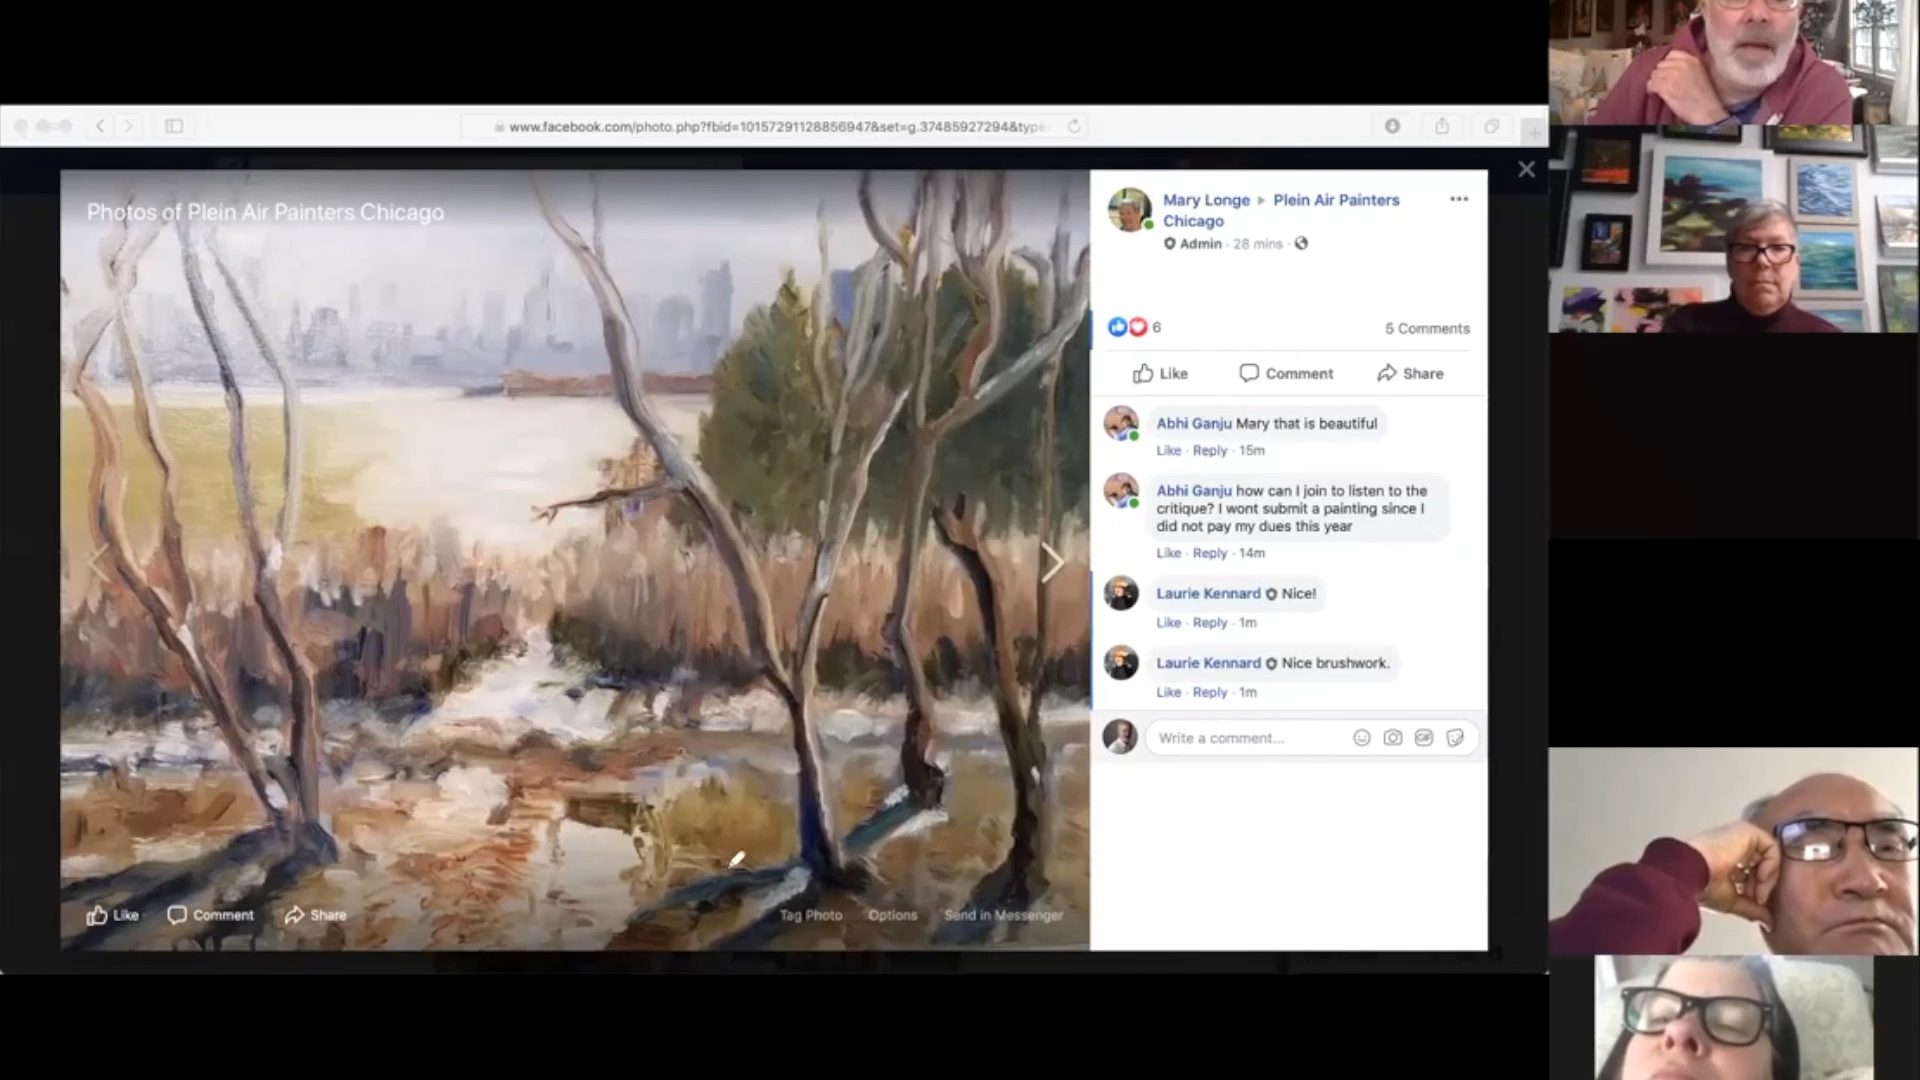 www.facebook.com/photo.php?fbid=10157291128856947&set=g.37485927294&type
Photos of Plein Air Painters Chicago
Like Comment Share
Tag Photo Options Send in Messenger
Mary Longe ▸ Plein Air Painters
Chicago
Admin · 28 mins ·
6 5 Comments
Like Comment Share
Abhi Ganju Mary that is beautiful
Like · Reply · 15m
Abhi Ganju how can I join to listen to the
critique? I wont submit a painting since I
did not pay my dues this year
Like · Reply · 14m
Laurie Kennard Nice!
Like · Reply · 1m
Laurie Kennard Nice brushwork.
Like · Reply · 1m
Write a comment...
GIF